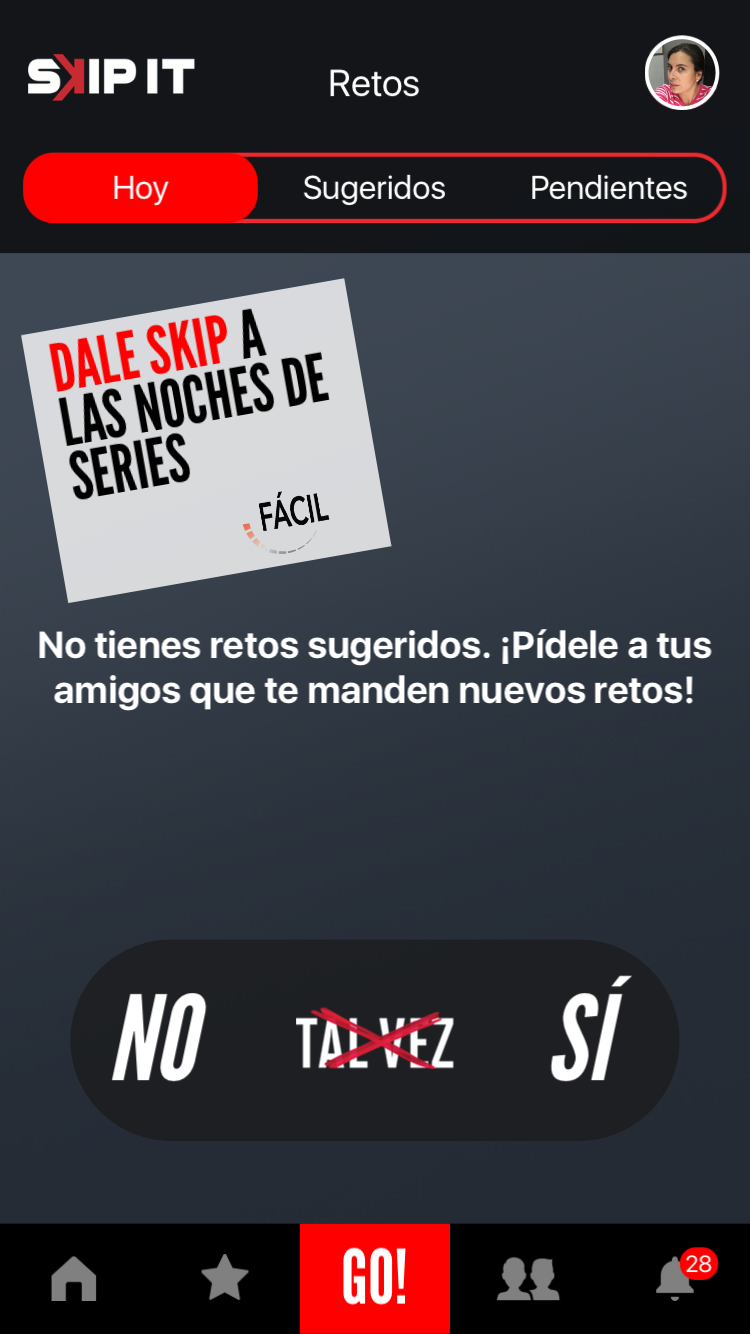 SKIP IT
Retos
Hoy
Sugeridos
Pendientes
DALE SKIP A
LAS NOCHES DE
SERIES
FÁCIL
No tienes retos sugeridos. ¡Pídele a tus
amigos que te manden nuevos retos!
NO
TAL VEZ
SÍ
GO!
28